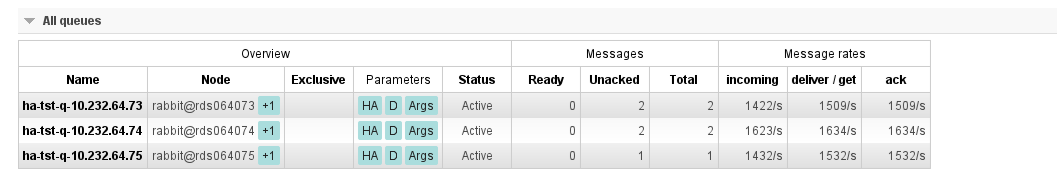 All queues
Overview Messages Message rates
Name Node Exclusive Parameters Status Ready Unacked Total incoming deliver / get ack
ha-tst-q-10.232.64.73 rabbit@rds064073 +1 HA D Args Active 0 2 2 1422/s 1509/s 1509/s
ha-tst-q-10.232.64.74 rabbit@rds064074 +1 HA D Args Active 0 2 2 1623/s 1634/s 1634/s
ha-tst-q-10.232.64.75 rabbit@rds064075 +1 HA D Args Active 0 1 1 1432/s 1532/s 1532/s